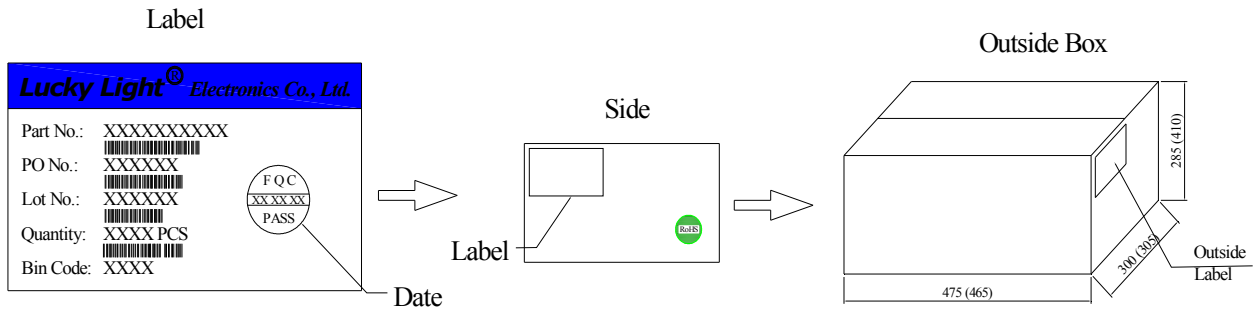 Label
Lucky Light® Electronics Co., Ltd.
Part No.: XXXXXXXXXX
PO No.: XXXXXX
Lot No.: XXXXXX
Quantity: XXXX PCS
Bin Code: XXXX
F Q C
XX XX XX
PASS
Date
Side
Label
RoHS
Outside Box
285 (410)
300 (305)
475 (465)
Outside
Label